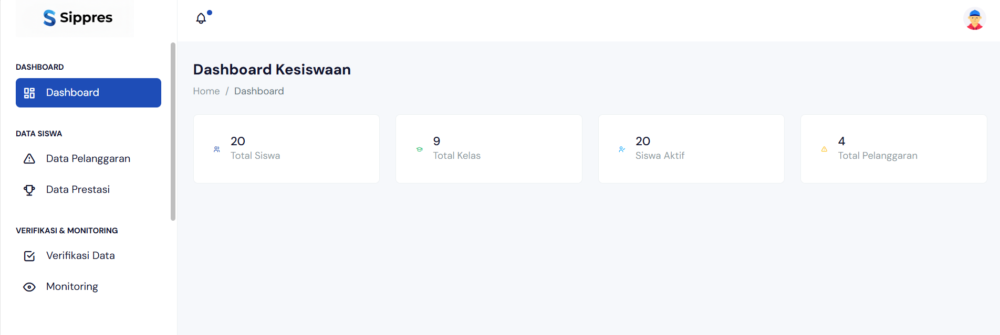 Sippres
DASHBOARD
Dashboard
DATA SISWA
Data Pelanggaran
Data Prestasi
VERIFIKASI & MONITORING
Verifikasi Data
Monitoring
Dashboard Kesiswaan
Home / Dashboard
20
Total Siswa
9
Total Kelas
20
Siswa Aktif
4
Total Pelanggaran